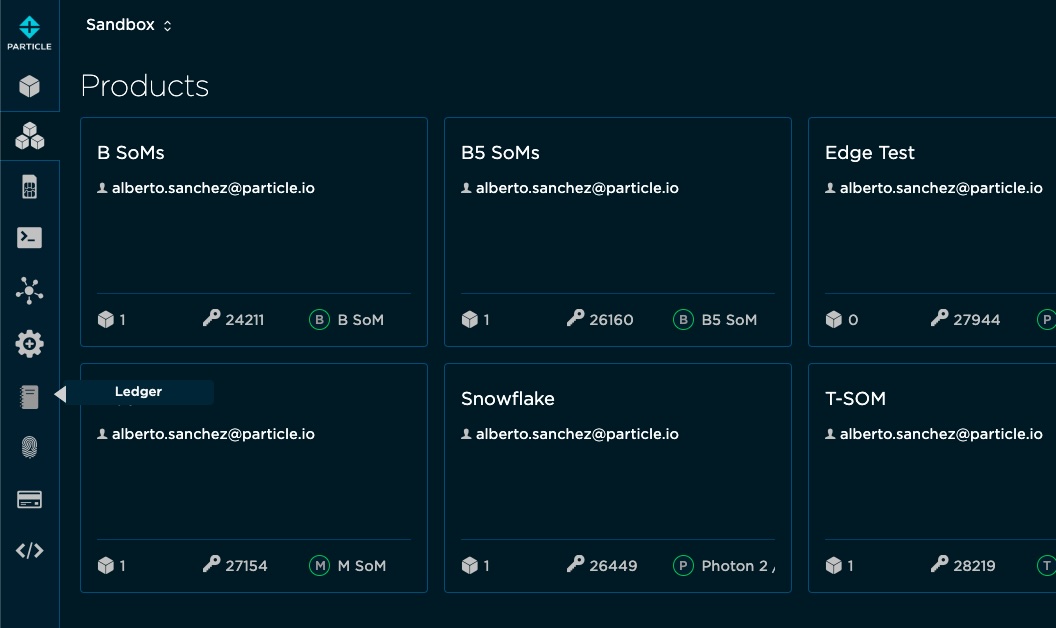 PARTICLE
Sandbox
Products
B SoMs
alberto.sanchez@particle.io
1
24211
B
B SoM
B5 SoMs
alberto.sanchez@particle.io
1
26160
B
B5 SoM
Edge Test
alberto.sanchez@particle.io
0
27944
P
Ledger
alberto.sanchez@particle.io
1
27154
M
M SoM
Snowflake
alberto.sanchez@particle.io
1
26449
P
Photon 2 /
T-SOM
alberto.sanchez@particle.io
1
28219
T